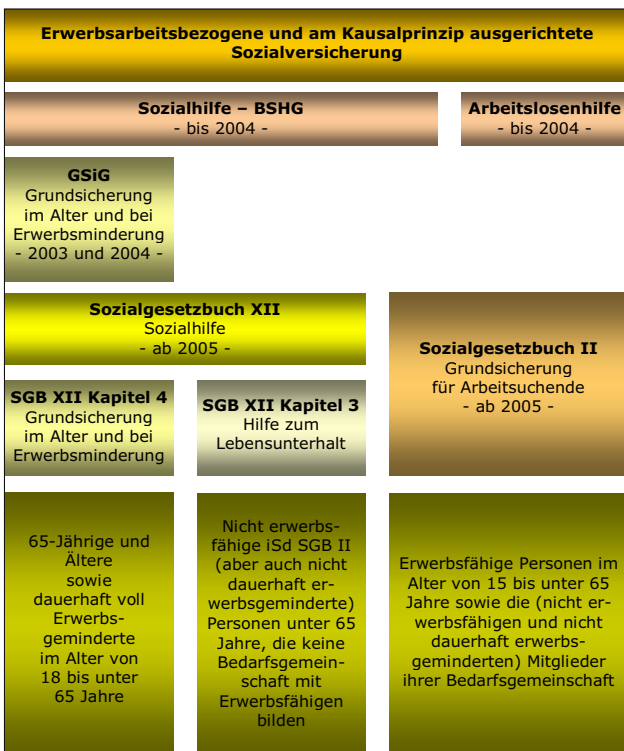 Erwerbsarbeitsbezogene und am Kausalprinzip ausgerichtete
Sozialversicherung
Sozialhilfe – BSHG
- bis 2004 -
Arbeitslosenhilfe
- bis 2004 -
GSiG
Grundsicherung
im Alter und bei
Erwerbsminderung
- 2003 und 2004 -
Sozialgesetzbuch XII
Sozialhilfe
- ab 2005 -
Sozialgesetzbuch II
Grundsicherung
für Arbeitsuchende
- ab 2005 -
SGB XII Kapitel 4
Grundsicherung
im Alter und bei
Erwerbsminderung
SGB XII Kapitel 3
Hilfe zum
Lebensunterhalt
65-Jährige und
Ältere
sowie
dauerhaft voll
Erwerbs-
geminderte
im Alter von
18 bis unter
65 Jahre
Nicht erwerbs-
fähige iSd SGB II
(aber auch nicht
dauerhaft er-
werbsgeminderte)
Personen unter 65
Jahre, die keine
Bedarfsgemein-
schaft mit
Erwerbsfähigen
bilden
Erwerbsfähige Personen im
Alter von 15 bis unter 65
Jahre sowie die (nicht er-
werbsfähigen und nicht
dauerhaft erwerbs-
geminderten) Mitglieder
ihrer Bedarfsgemeinschaft